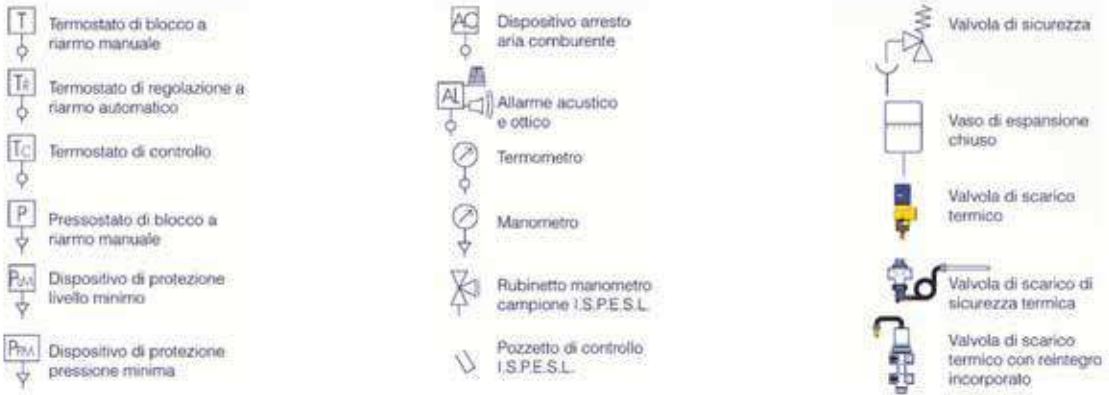 T
Termostato di blocco a
riarmo manuale
TR
Termostato di regolazione a
riarmo automatico
TC
Termostato di controllo
P
Pressostato di blocco a
riarmo manuale
Dispositivo di protezione
livello minimo
Dispositivo di protezione
pressione minima
AC
Dispositivo arresto
aria comburente
AL
Allarme acustico
e ottico
Termometro
Manometro
Rubinetto manometro
campione I.S.P.E.S.L.
Pozzetto di controllo
I.S.P.E.S.L.
Valvola di sicurezza
Vaso di espansione
chiuso
Valvola di scarico
termico
Valvola di scarico di
sicurezza termica
Valvola di scarico
termico con reintegro
incorporato